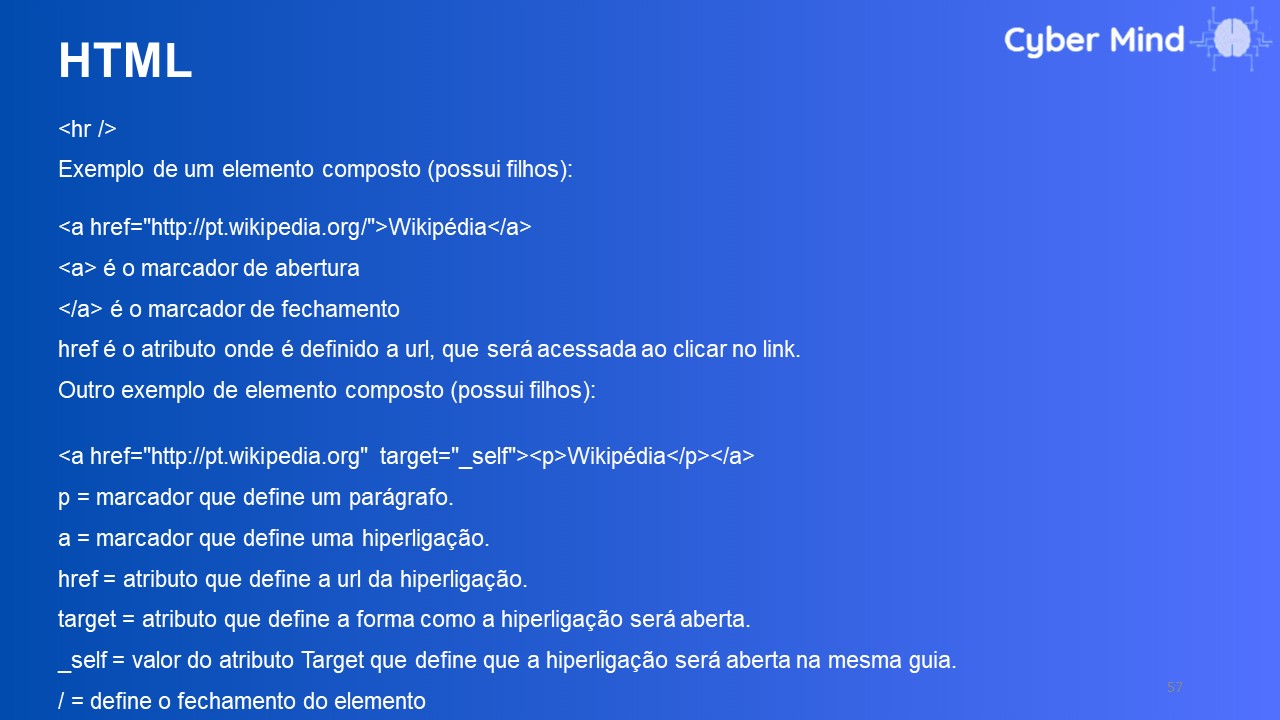 HTML
Cyber Mind
<hr />
Exemplo de um elemento composto (possui filhos):
<a href="http://pt.wikipedia.org/">Wikipédia</a>
<a> é o marcador de abertura
</a> é o marcador de fechamento
href é o atributo onde é definido a url, que será acessada ao clicar no link.
Outro exemplo de elemento composto (possui filhos):
<a href="http://pt.wikipedia.org"  target="_self"><p>Wikipédia</p></a>
p = marcador que define um parágrafo.
a = marcador que define uma hiperligação.
href = atributo que define a url da hiperligação.
target = atributo que define a forma como a hiperligação será aberta.
_self = valor do atributo Target que define que a hiperligação será aberta na mesma guia.
/ = define o fechamento do elemento
57